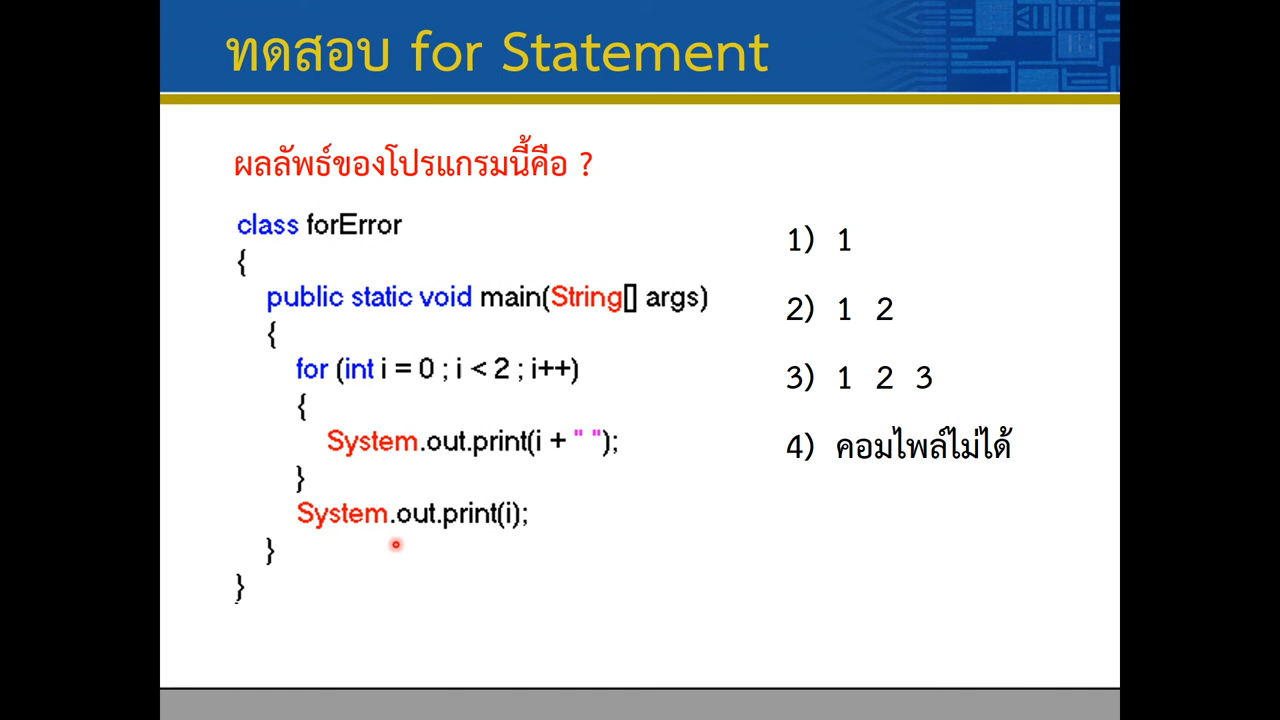 ทดสอบ for Statement
ผลลัพธ์ของโปรแกรมนี้คือ ?
class forError
{
public static void main(String[] args)
{
for (int i = 0 ; i < 2 ; i++)
{
System.out.print(i + " ");
}
System.out.print(i);
}
}
1) 1
2) 1 2
3) 1 2 3
4) คอมไพล์ไม่ได้